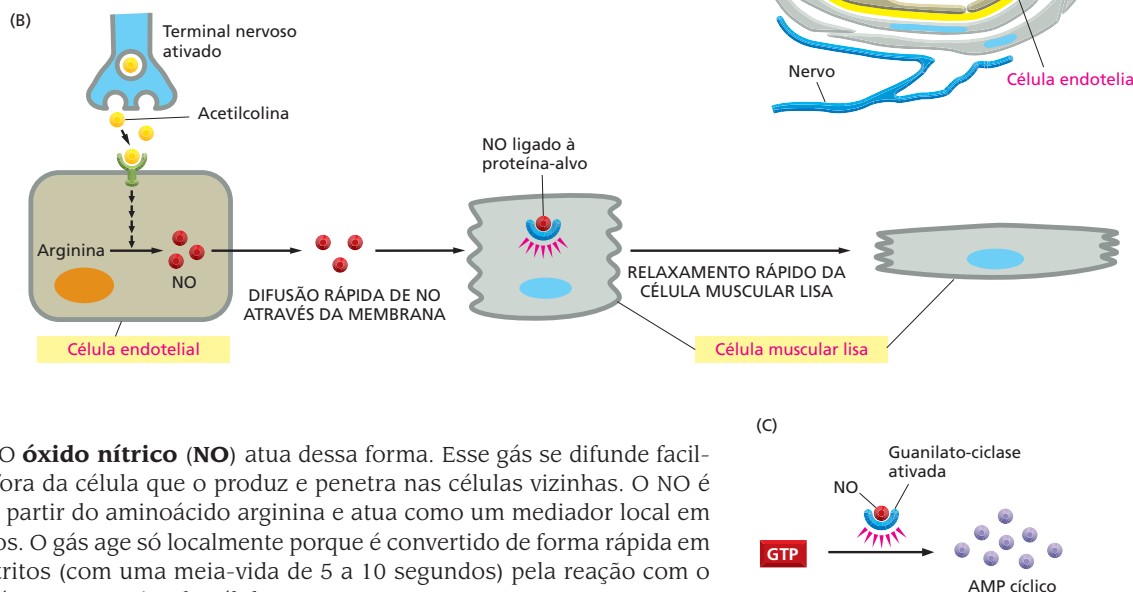 (B)
Terminal nervoso
ativado
Acetilcolina
Nervo
Célula endotelia
NO ligado à
proteína-alvo
Arginina
NO
DIFUSÃO RÁPIDA DE NO
ATRAVÉS DA MEMBRANA
RELAXAMENTO RÁPIDO DA
CÉLULA MUSCULAR LISA
Célula endotelial
Célula muscular lisa
O óxido nítrico (NO) atua dessa forma. Esse gás se difunde facil-
fora da célula que o produz e penetra nas células vizinhas. O NO é
partir do aminoácido arginina e atua como um mediador local em
os. O gás age só localmente porque é convertido de forma rápida em
tritos (com uma meia-vida de 5 a 10 segundos) pela reação com o
(C)
Guanilato-ciclase
ativada
NO
GTP
AMP cíclico